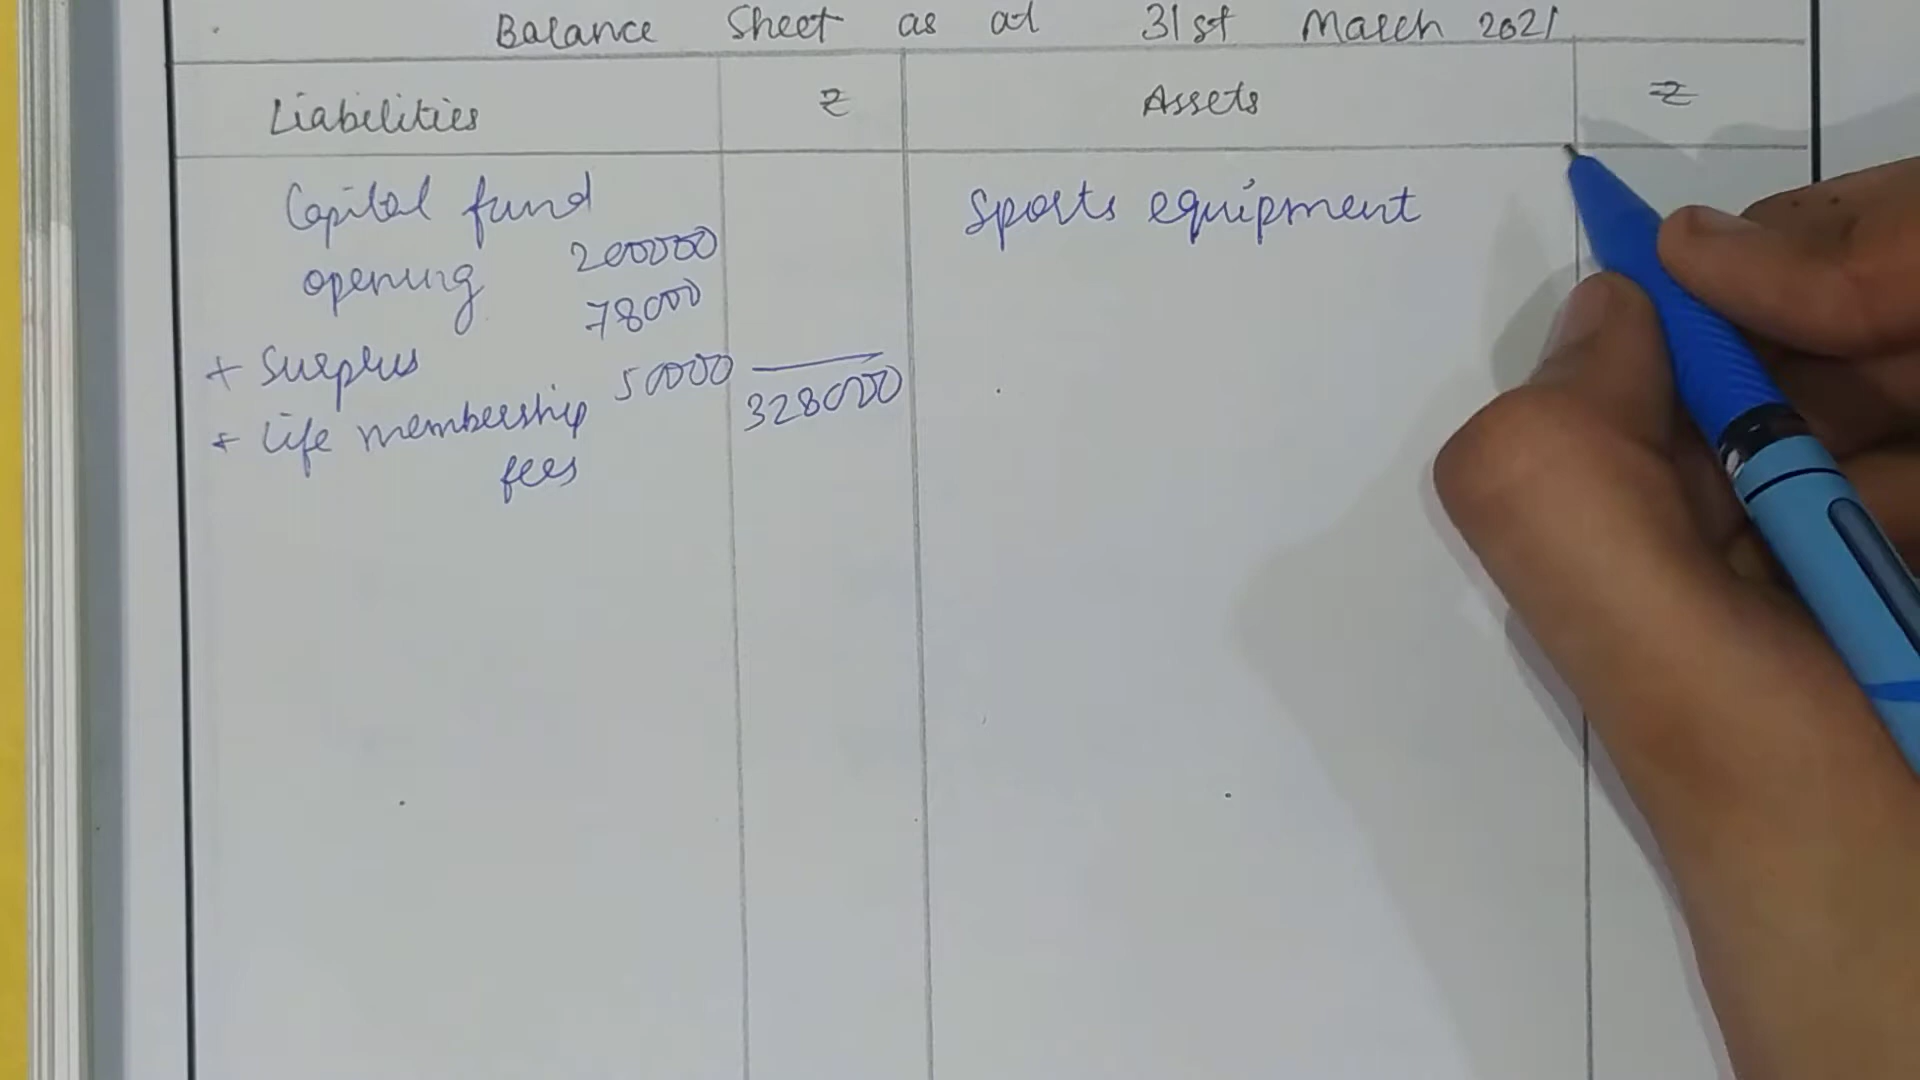 Balance Sheet as at 31st March 2021
Liabilities ₹ Assets ₹
Capital fund
opening 200000
78000
+ Surplus
+ Life membership 50000
fees
328000
Sports equipment